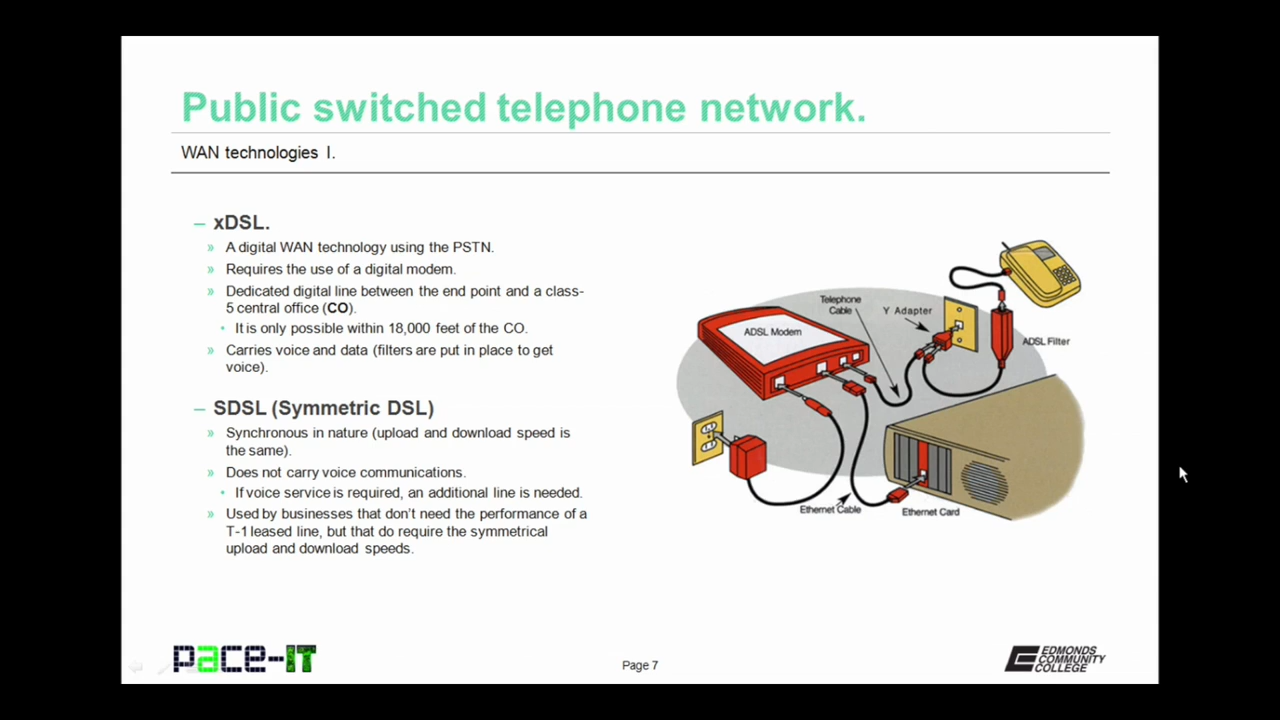 Public switched telephone network.
WAN technologies I.
– xDSL.
» A digital WAN technology using the PSTN.
» Requires the use of a digital modem.
» Dedicated digital line between the end point and a class-
5 central office (CO).
• It is only possible within 18,000 feet of the CO.
» Carries voice and data (filters are put in place to get
voice).
– SDSL (Symmetric DSL)
» Synchronous in nature (upload and download speed is
the same).
» Does not carry voice communications.
• If voice service is required, an additional line is needed.
» Used by businesses that don't need the performance of a
T-1 leased line, but that do require the symmetrical
upload and download speeds.
Telephone
Cable
Y Adapter
ADSL Modem
ADSL Filter
Ethernet Cable
Ethernet Card
pace-IT
Page 7
EDMONDS
COMMUNITY
COLLEGE